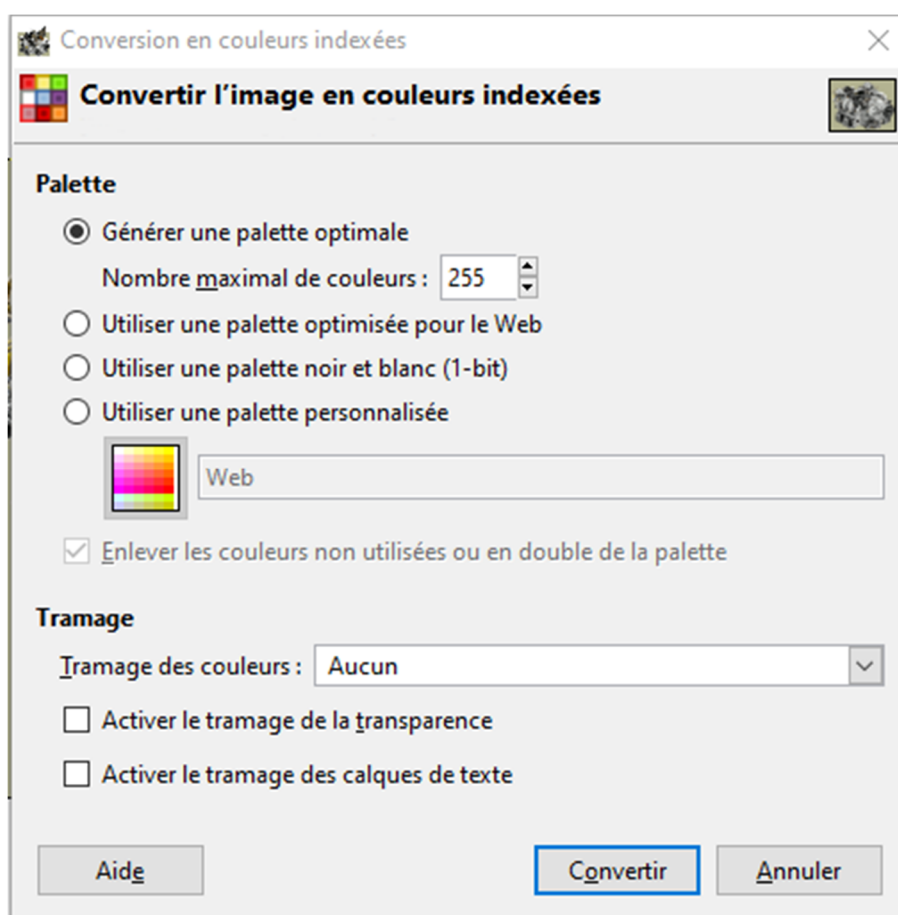 Conversion en couleurs indexées
Convertir l'image en couleurs indexées
Palette
Générer une palette optimale
Nombre maximal de couleurs : 255
Utiliser une palette optimisée pour le Web
Utiliser une palette noir et blanc (1-bit)
Utiliser une palette personnalisée
Web
Enlever les couleurs non utilisées ou en double de la palette
Tramage
Tramage des couleurs : Aucun
Activer le tramage de la transparence
Activer le tramage des calques de texte
Aide Convertir Annuler